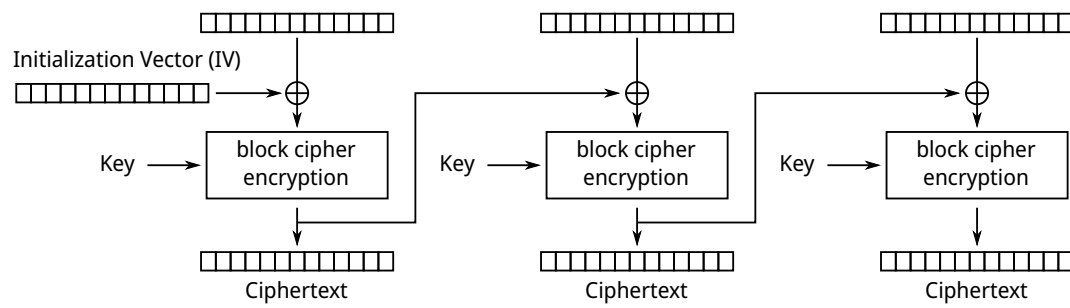 Initialization Vector (IV)
Key
block cipher
encryption
Key
block cipher
encryption
Key
block cipher
encryption
Ciphertext
Ciphertext
Ciphertext